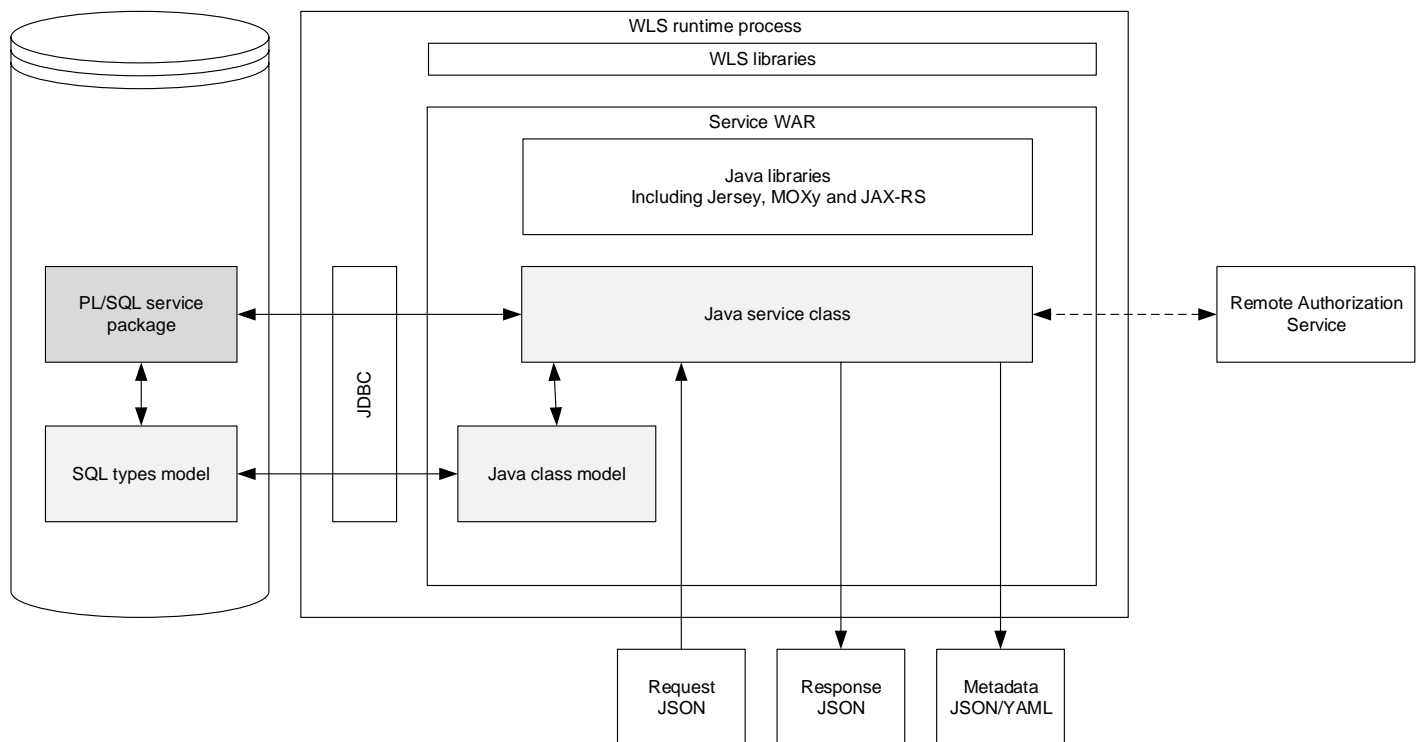 WLS runtime process
WLS libraries
Service WAR
Java libraries
Including Jersey, MOXy and JAX-RS
PL/SQL service
package
JDBC
Java service class
Remote Authorization
Service
SQL types model
Java class model
Request
JSON
Response
JSON
Metadata
JSON/YAML